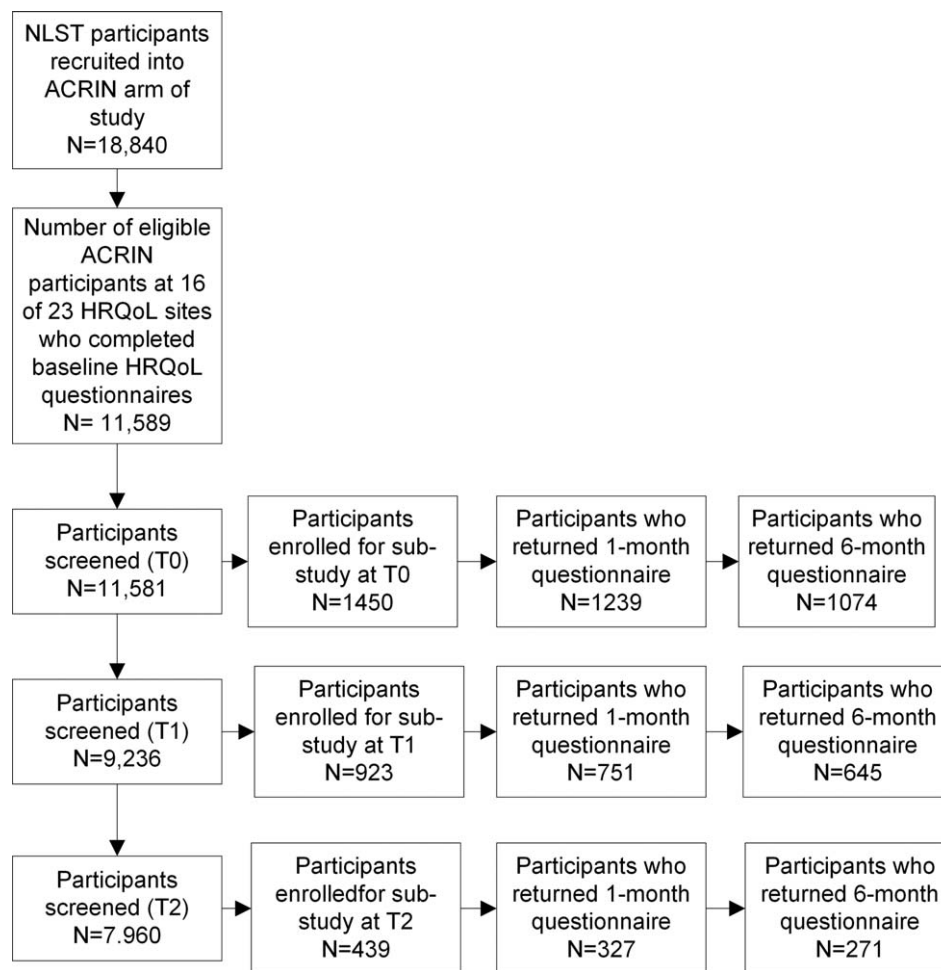 NLST participants
recruited into
ACRIN arm of
study
N=18,840
Number of eligible
ACRIN
participants at 16
of 23 HRQoL sites
who completed
baseline HRQoL
questionnaires
N= 11,589
Participants
screened (T0)
N=11,581
Participants
enrolled for sub-
study at T0
N=1450
Participants who
returned 1-month
questionnaire
N=1239
Participants who
returned 6-month
questionnaire
N=1074
Participants
screened (T1)
N=9,236
Participants
enrolled for sub-
study at T1
N=923
Participants who
returned 1-month
questionnaire
N=751
Participants who
returned 6-month
questionnaire
N=645
Participants
screened (T2)
N=7.960
Participants
enrolledfor sub-
study at T2
N=439
Participants who
returned 1-month
questionnaire
N=327
Participants who
returned 6-month
questionnaire
N=271